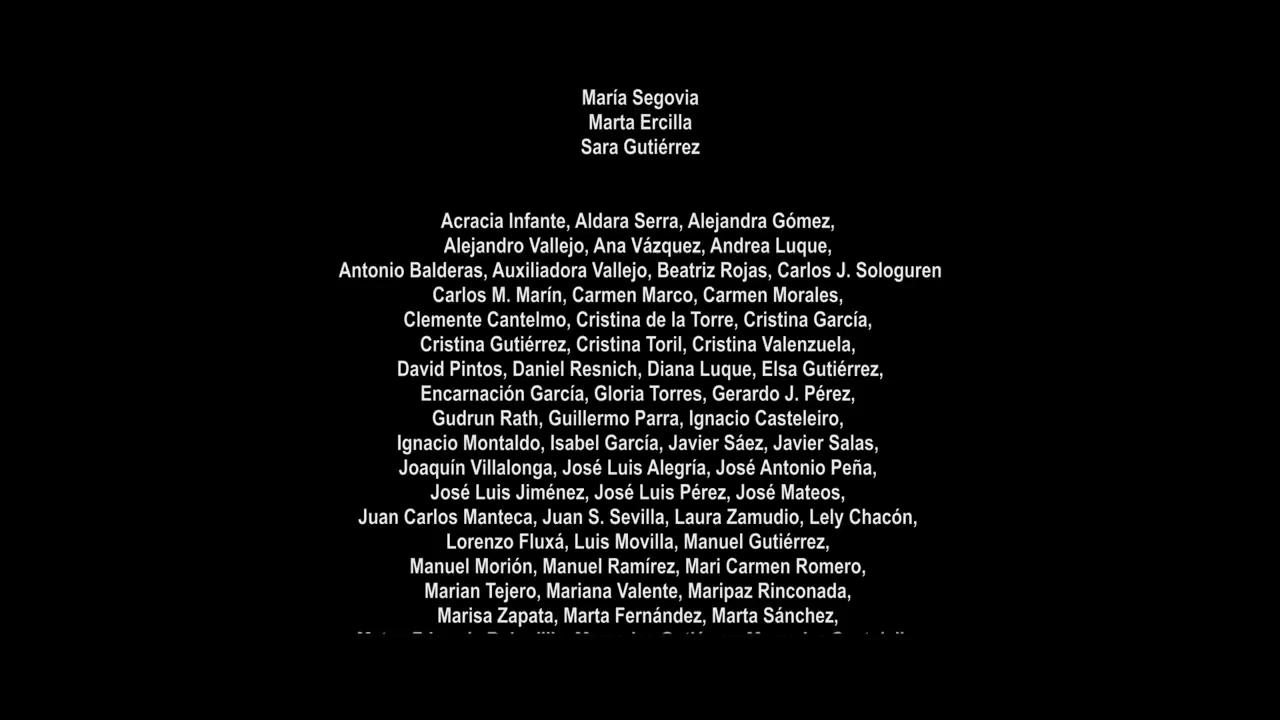 María Segovia
Marta Ercilla
Sara Gutiérrez
Acracia Infante, Aldara Serra, Alejandra Gómez,
Alejandro Vallejo, Ana Vázquez, Andrea Luque,
Antonio Balderas, Auxiliadora Vallejo, Beatriz Rojas, Carlos J. Sologuren
Carlos M. Marín, Carmen Marco, Carmen Morales,
Clemente Cantelmo, Cristina de la Torre, Cristina García,
Cristina Gutiérrez, Cristina Toril, Cristina Valenzuela,
David Pintos, Daniel Resnich, Diana Luque, Elsa Gutiérrez,
Encarnación García, Gloria Torres, Gerardo J. Pérez,
Gudrun Rath, Guillermo Parra, Ignacio Casteleiro,
Ignacio Montaldo, Isabel García, Javier Sáez, Javier Salas,
Joaquín Villalonga, José Luis Alegría, José Antonio Peña,
José Luis Jiménez, José Luis Pérez, José Mateos,
Juan Carlos Manteca, Juan S. Sevilla, Laura Zamudio, Lely Chacón,
Lorenzo Fluxá, Luis Movilla, Manuel Gutiérrez,
Manuel Morión, Manuel Ramírez, Mari Carmen Romero,
Marian Tejero, Mariana Valente, Maripaz Rinconada,
Marisa Zapata, Marta Fernández, Marta Sánchez,